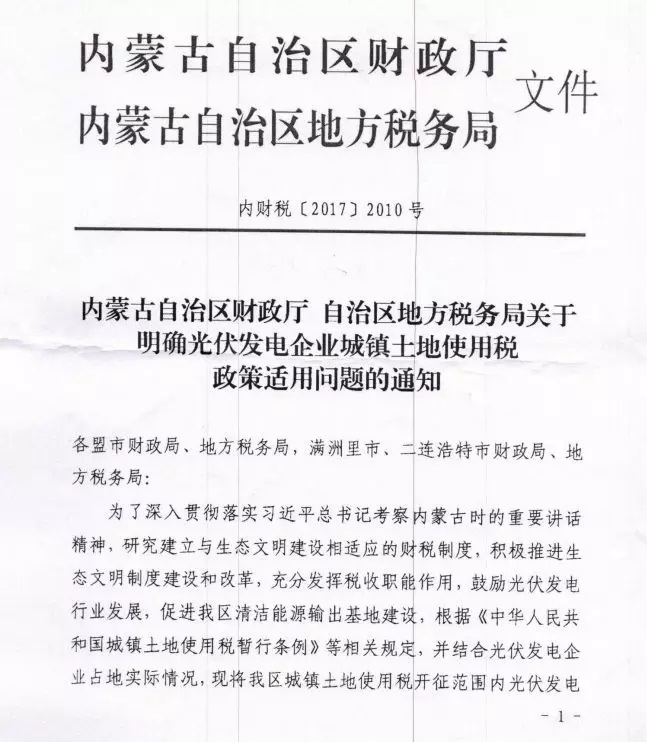 内蒙古自治区财政厅
内蒙古自治区地方税务局
文件
内财税〔2017〕2010号
内蒙古自治区财政厅 自治区地方税务局关于
明确光伏发电企业城镇土地使用税
政策适用问题的通知
各盟市财政局、地方税务局，满洲里市、二连浩特市财政局、地
方税务局：
为了深入贯彻落实习近平总书记考察内蒙古时的重要讲话
精神，研究建立与生态文明建设相适应的财税制度，积极推进生
态文明制度建设和改革，充分发挥税收职能作用，鼓励光伏发电
行业发展，促进我区清洁能源输出基地建设，根据《中华人民共
和国城镇土地使用税暂行条例》等相关规定，并结合光伏发电企
业占地实际情况，现将我区城镇土地使用税开征范围内光伏发电
- 1 -